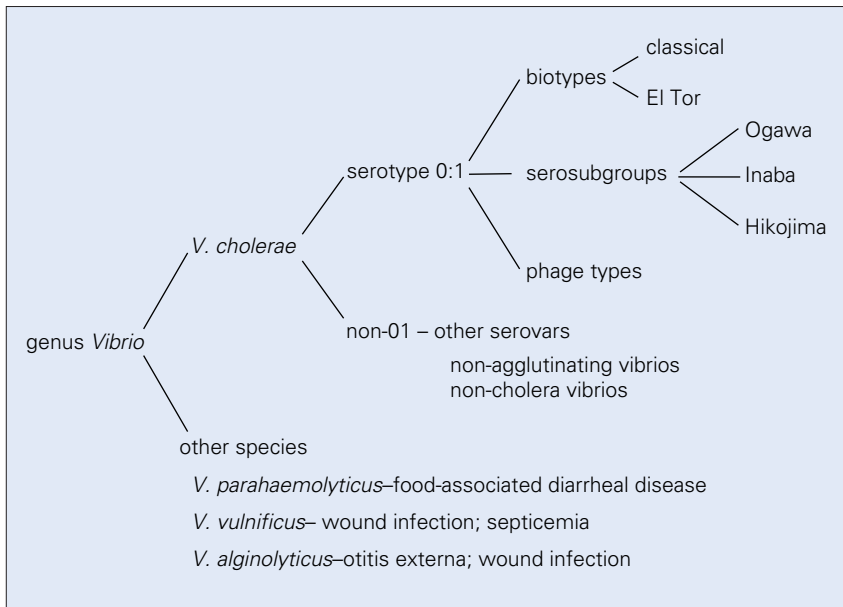 classical
biotypes
El Tor
Ogawa
serotype 0:1
serosubgroups
Inaba
Hikojima
V. cholerae
phage types
non-01 – other serovars
genus Vibrio
non-agglutinating vibrios
non-cholera vibrios
other species
V. parahaemolyticus–food-associated diarrheal disease
V. vulnificus– wound infection; septicemia
V. alginolyticus–otitis externa; wound infection